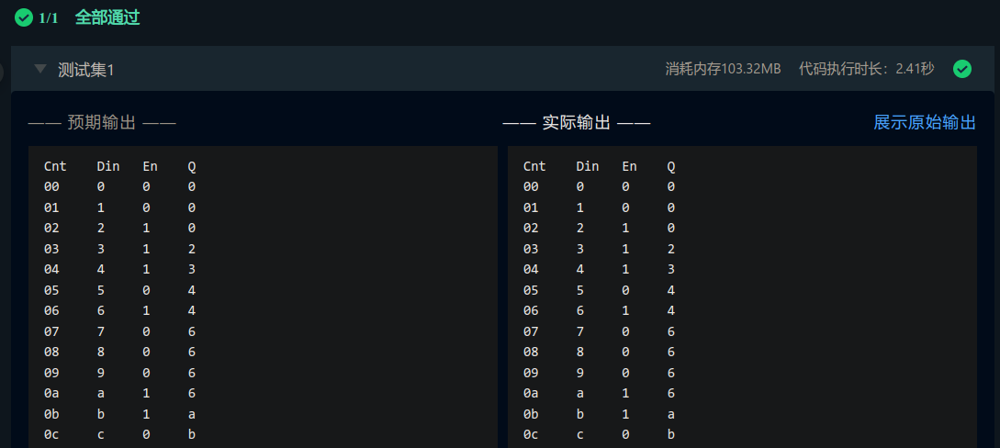 1/1 全部通过
测试集1 消耗内存103.32MB 代码执行时长：2.41秒
—— 预期输出 —— —— 实际输出 —— 展示原始输出
Cnt Din En Q Cnt Din En Q
00 0 0 0 00 0 0 0
01 1 0 0 01 1 0 0
02 2 1 0 02 2 1 0
03 3 1 2 03 3 1 2
04 4 1 3 04 4 1 3
05 5 0 4 05 5 0 4
06 6 1 4 06 6 1 4
07 7 0 6 07 7 0 6
08 8 0 6 08 8 0 6
09 9 0 6 09 9 0 6
0a a 1 6 0a a 1 6
0b b 1 a 0b b 1 a
0c c 0 b 0c c 0 b